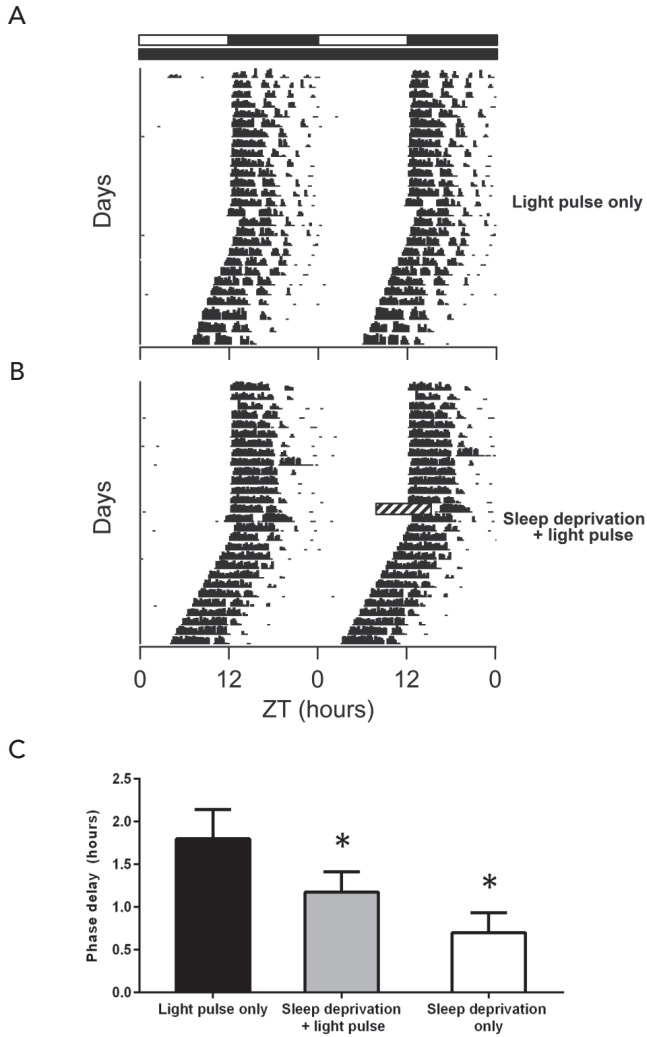 A
Days
Light pulse only
B
Days
Sleep deprivation
+ light pulse
0 12 0 12 0
ZT (hours)
C
Phase delay (hours)
2.5
2.0
1.5
1.0
0.5
0.0
*
*
Light pulse only
Sleep deprivation
+ light pulse
Sleep deprivation
only